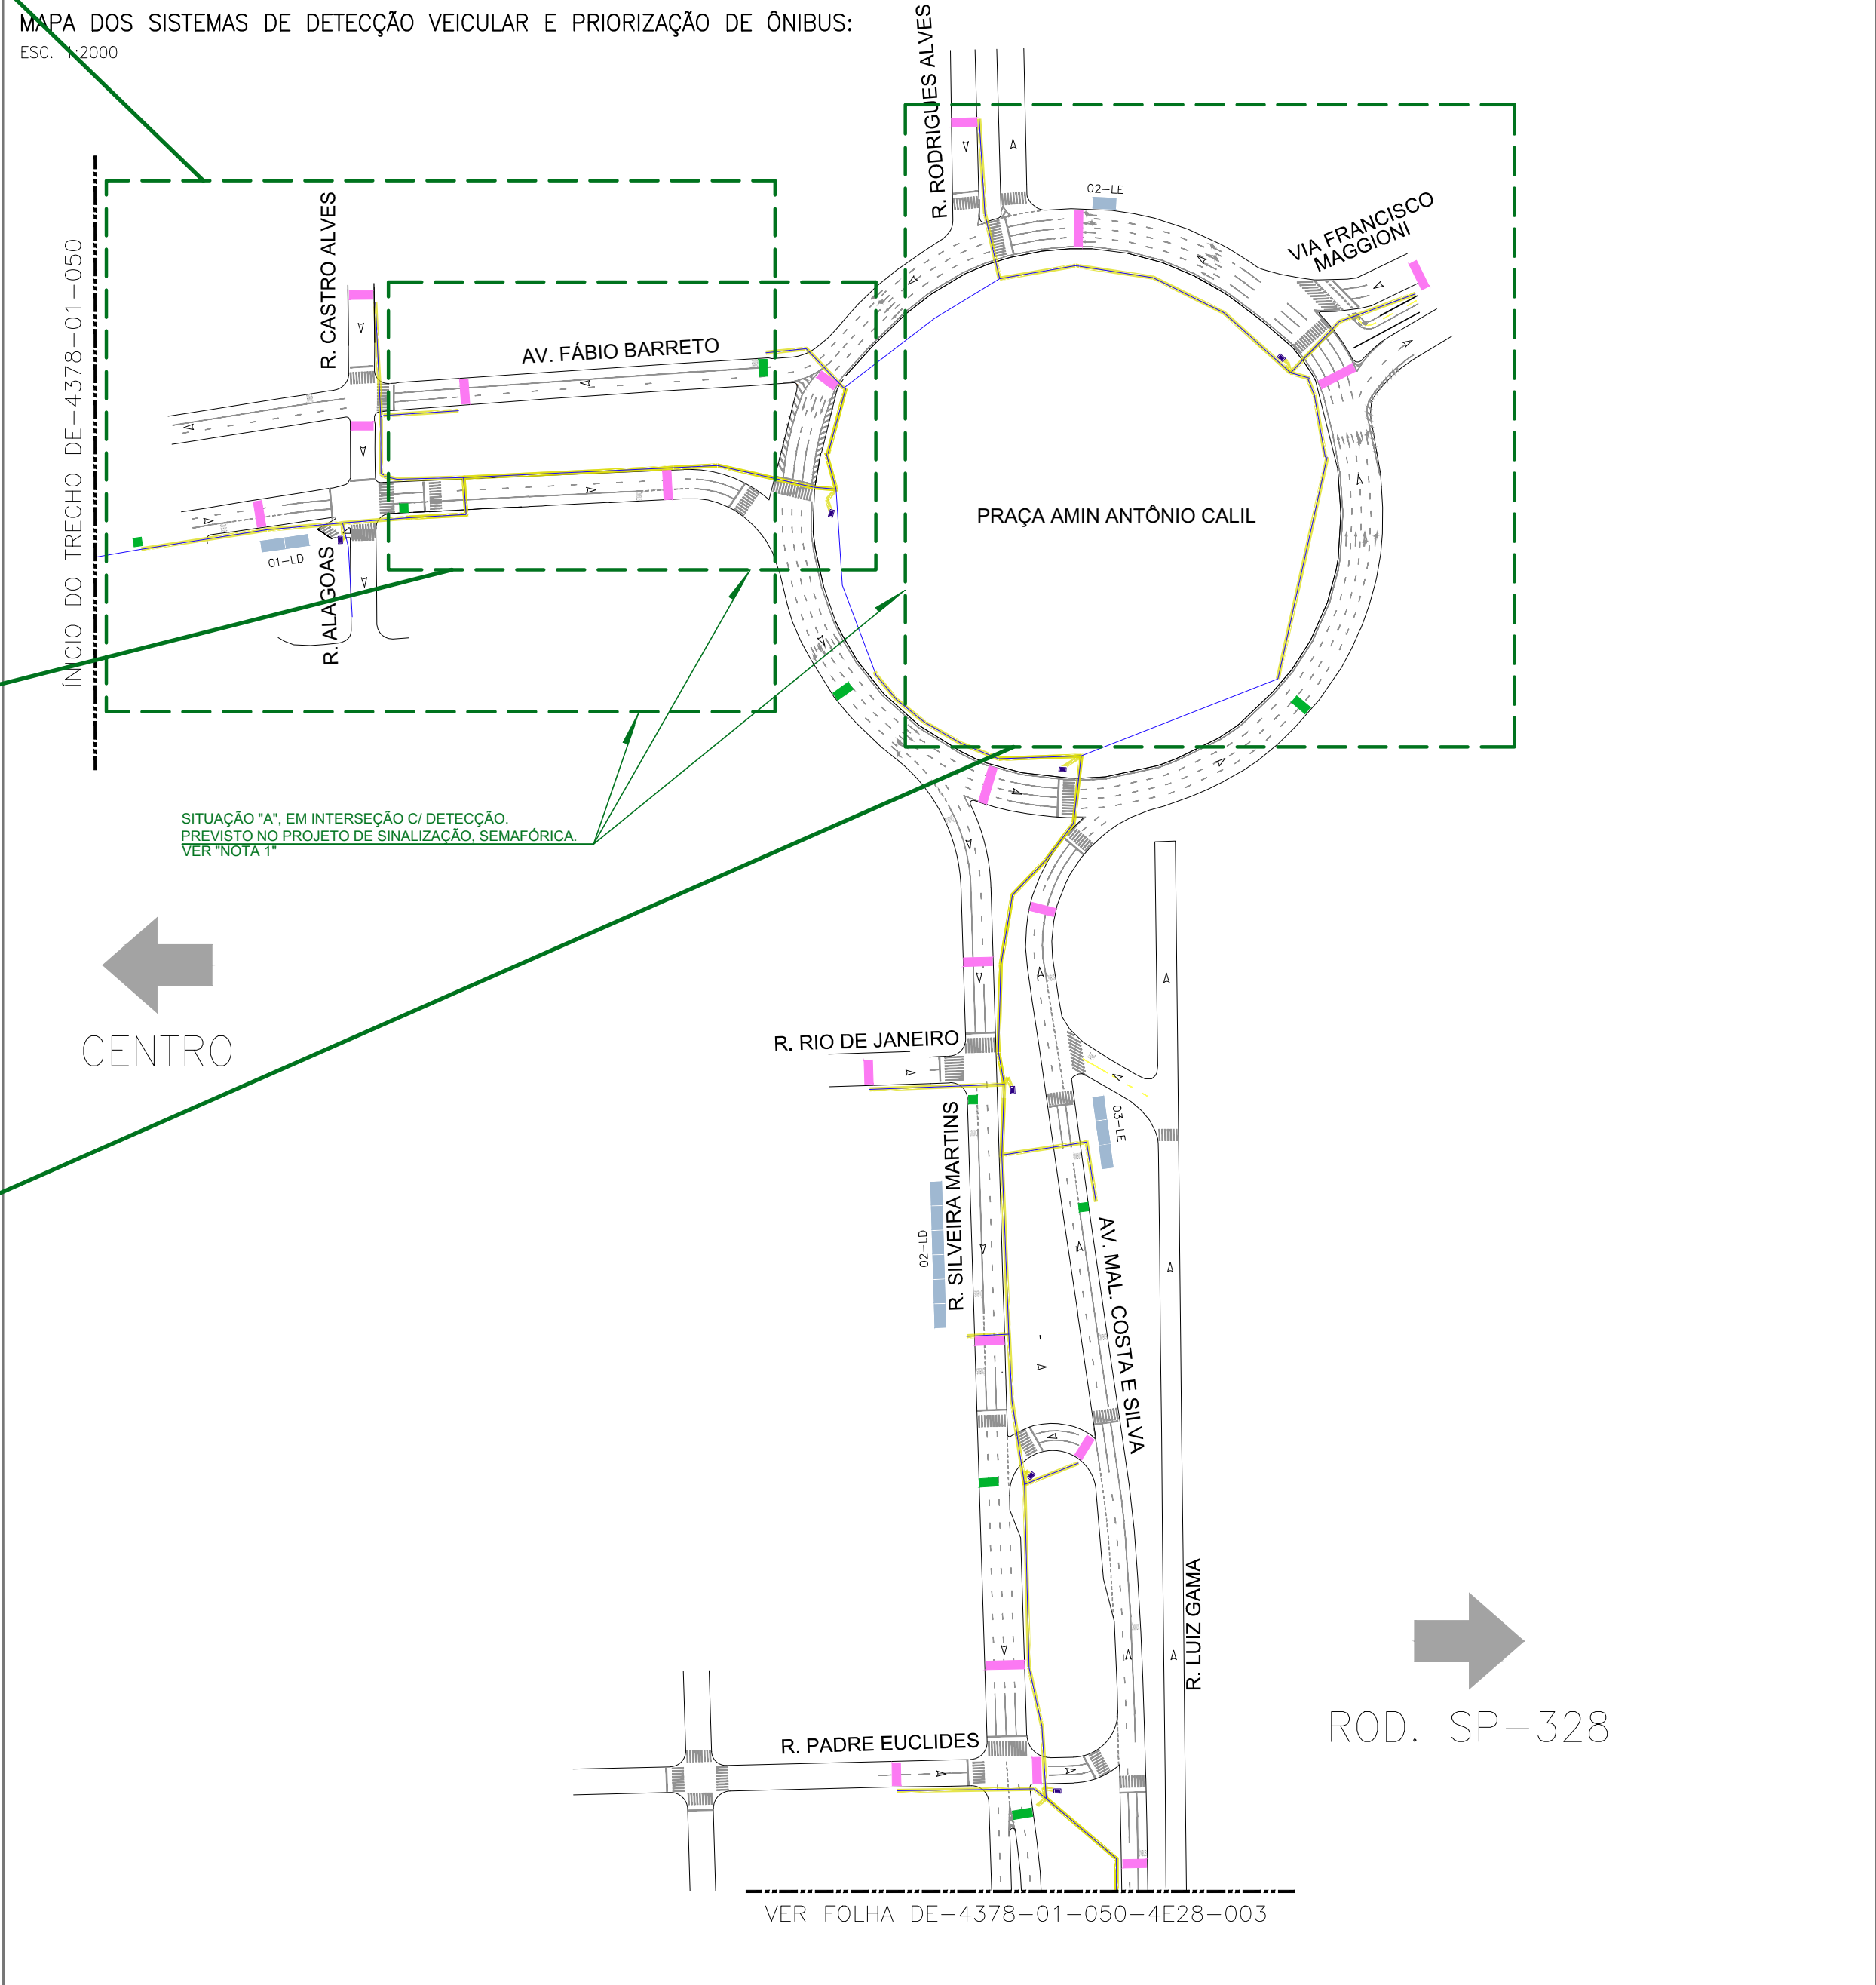 MAPA DOS SISTEMAS DE DETECÇÃO VEICULAR E PRIORIZAÇÃO DE ÔNIBUS:
ESC. 1:2000
R. RODRIGUES ALVES
02-LE
VIA FRANCISCO
MAGGIONI
R. CASTRO ALVES
ÍNCIO DO TRECHO DE-4378-01-050
AV. FÁBIO BARRETO
PRAÇA AMIN ANTÔNIO CALIL
01-LD
R. ALAGOAS
SITUAÇÃO "A", EM INTERSEÇÃO C/ DETECÇÃO.
PREVISTO NO PROJETO DE SINALIZAÇÃO, SEMAFÓRICA.
VER "NOTA 1"
CENTRO
R. RIO DE JANEIRO
R. SILVEIRA MARTINS
03-LE
02-LD
AV. MAL. COSTA E SILVA
R. LUIZ GAMA
ROD. SP-328
R. PADRE EUCLIDES
VER FOLHA DE-4378-01-050-4E28-003